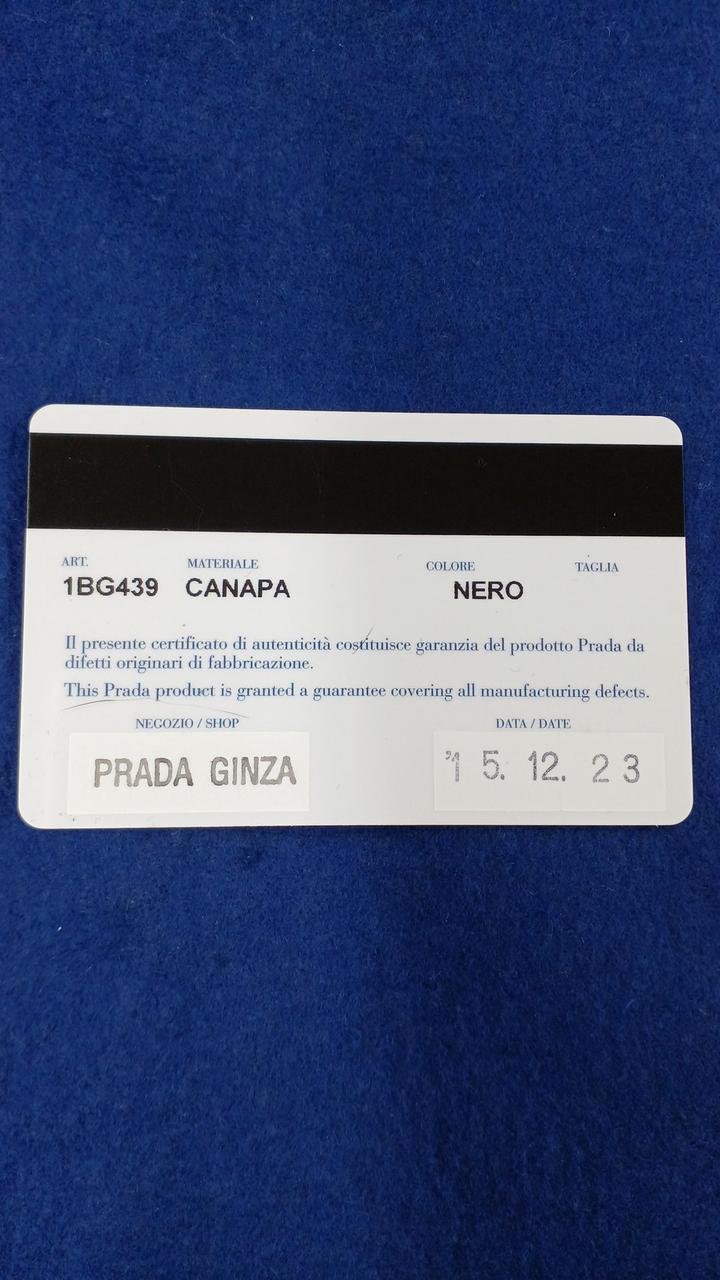 ART. MATERIALE COLORE TAGLIA
1BG439 CANAPA NERO
Il presente certificato di autenticità costituisce garanzia del prodotto Prada da
difetti originari di fabbricazione.
This Prada product is granted a guarantee covering all manufacturing defects.
NEGOZIO / SHOP DATA / DATE
PRADA GINZA '15. 12. 23